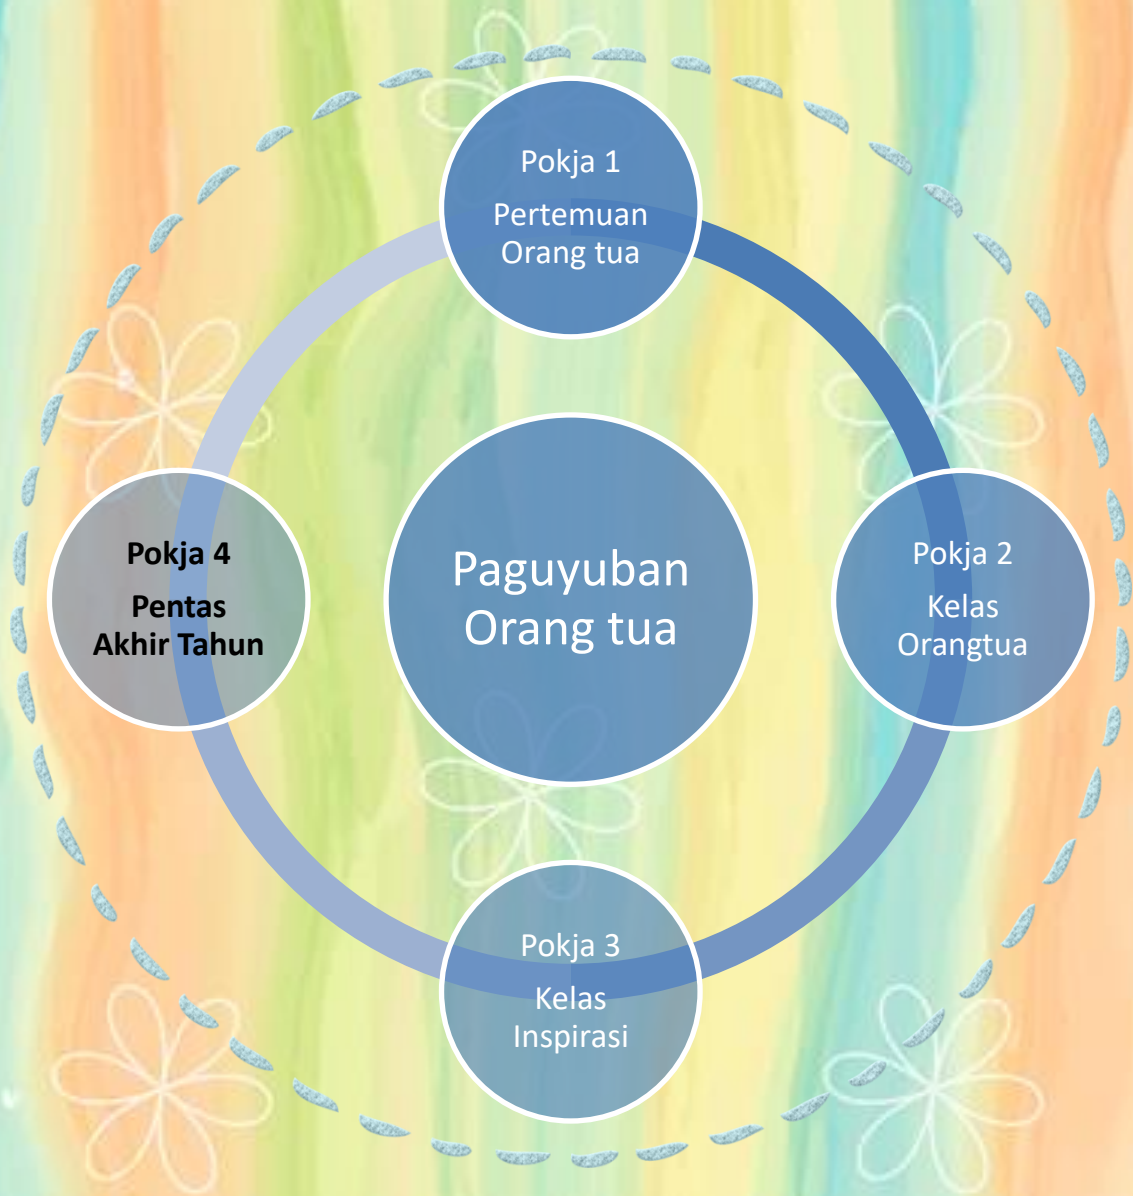 Pokja 1
Pertemuan
Orang tua
Paguyuban
Orang tua
Pokja 2
Kelas
Orangtua
Pokja 3
Kelas
Inspirasi
Pokja 4
Pentas
Akhir Tahun